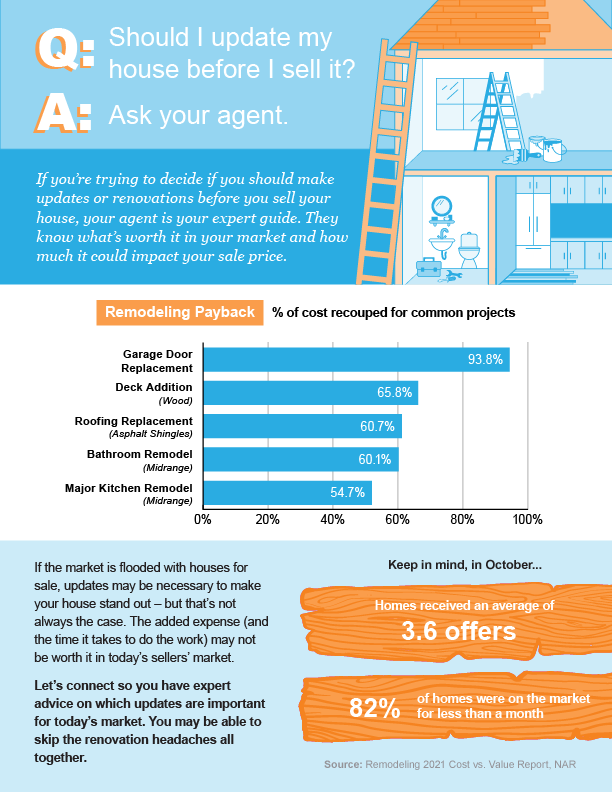 Q:
Should I update my
house before I sell it?
A:
Ask your agent.
If you're trying to decide if you should make
updates or renovations before you sell your
house, your agent is your expert guide. They
know what's worth it in your market and how
much it could impact your sale price.
Remodeling Payback
% of cost recouped for common projects
Garage Door
Replacement
93.8%
Deck Addition
(Wood)
65.8%
Roofing Replacement
(Asphalt Shingles)
60.7%
Bathroom Remodel
(Midrange)
60.1%
Major Kitchen Remodel
(Midrange)
54.7%
0% 20% 40% 60% 80% 100%
If the market is flooded with houses for
sale, updates may be necessary to make
your house stand out – but that's not
always the case. The added expense (and
the time it takes to do the work) may not
be worth it in today's sellers' market.
Let's connect so you have expert
advice on which updates are important
for today's market. You may be able to
skip the renovation headaches all
together.
Keep in mind, in October...
Homes received an average of
3.6 offers
82%
of homes were on the market
for less than a month
Source: Remodeling 2021 Cost vs. Value Report, NAR